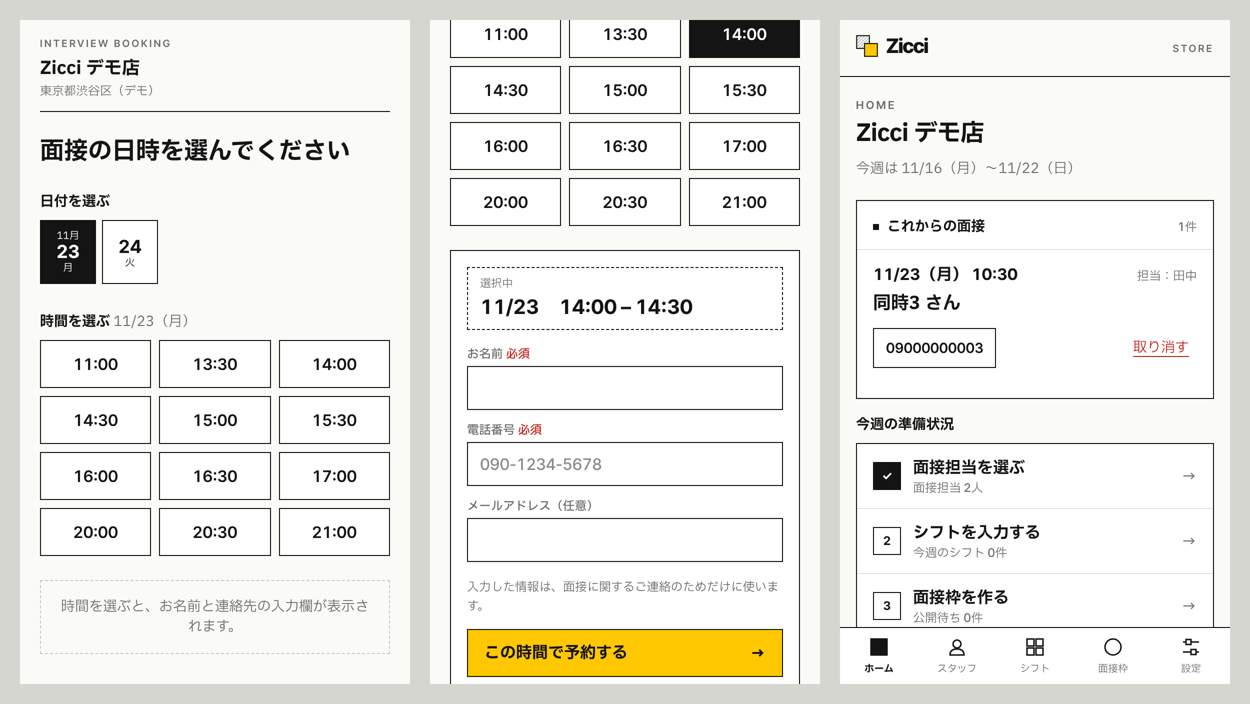 INTERVIEW BOOKING
Zicci デモ店
東京都渋谷区（デモ）
面接の日時を選んでください
日付を選ぶ
11月
23
月
24
火
時間を選ぶ 11/23（月）
11:00 13:30 14:00
14:30 15:00 15:30
16:00 16:30 17:00
20:00 20:30 21:00
時間を選ぶと、お名前と連絡先の入力欄が表示さ
れます。
11:00 13:30 14:00
14:30 15:00 15:30
16:00 16:30 17:00
20:00 20:30 21:00
選択中
11/23 14:00 – 14:30
お名前 必須
電話番号 必須
090-1234-5678
メールアドレス（任意）
入力した情報は、面接に関するご連絡のためだけに使いま
す。
この時間で予約する →
Zicci
STORE
HOME
Zicci デモ店
今週は 11/16（月）〜11/22（日）
これからの面接 1件
11/23（月） 10:30 担当：田中
同時3 さん
09000000003 取り消す
今週の準備状況
面接担当を選ぶ →
面接担当 2人
2 シフトを入力する →
今週のシフト 0件
3 面接枠を作る →
公開待ち 0件
ホーム スタッフ シフト 面接枠 設定